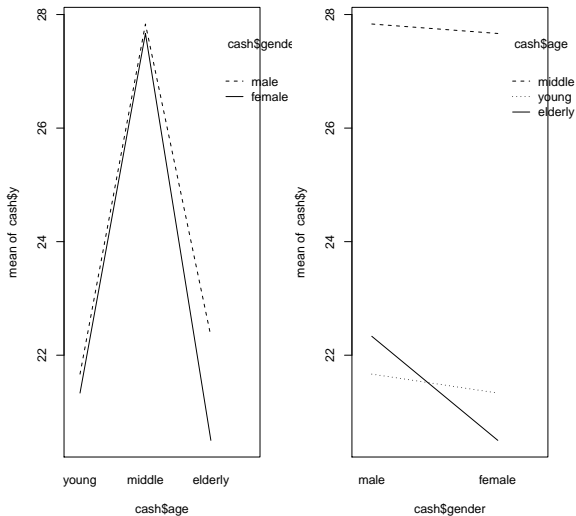 28
26
24
22
mean of cash$y
cash$gende
male
female
young middle elderly
cash$age
28
26
24
22
mean of cash$y
cash$age
middle
young
elderly
male female
cash$gender